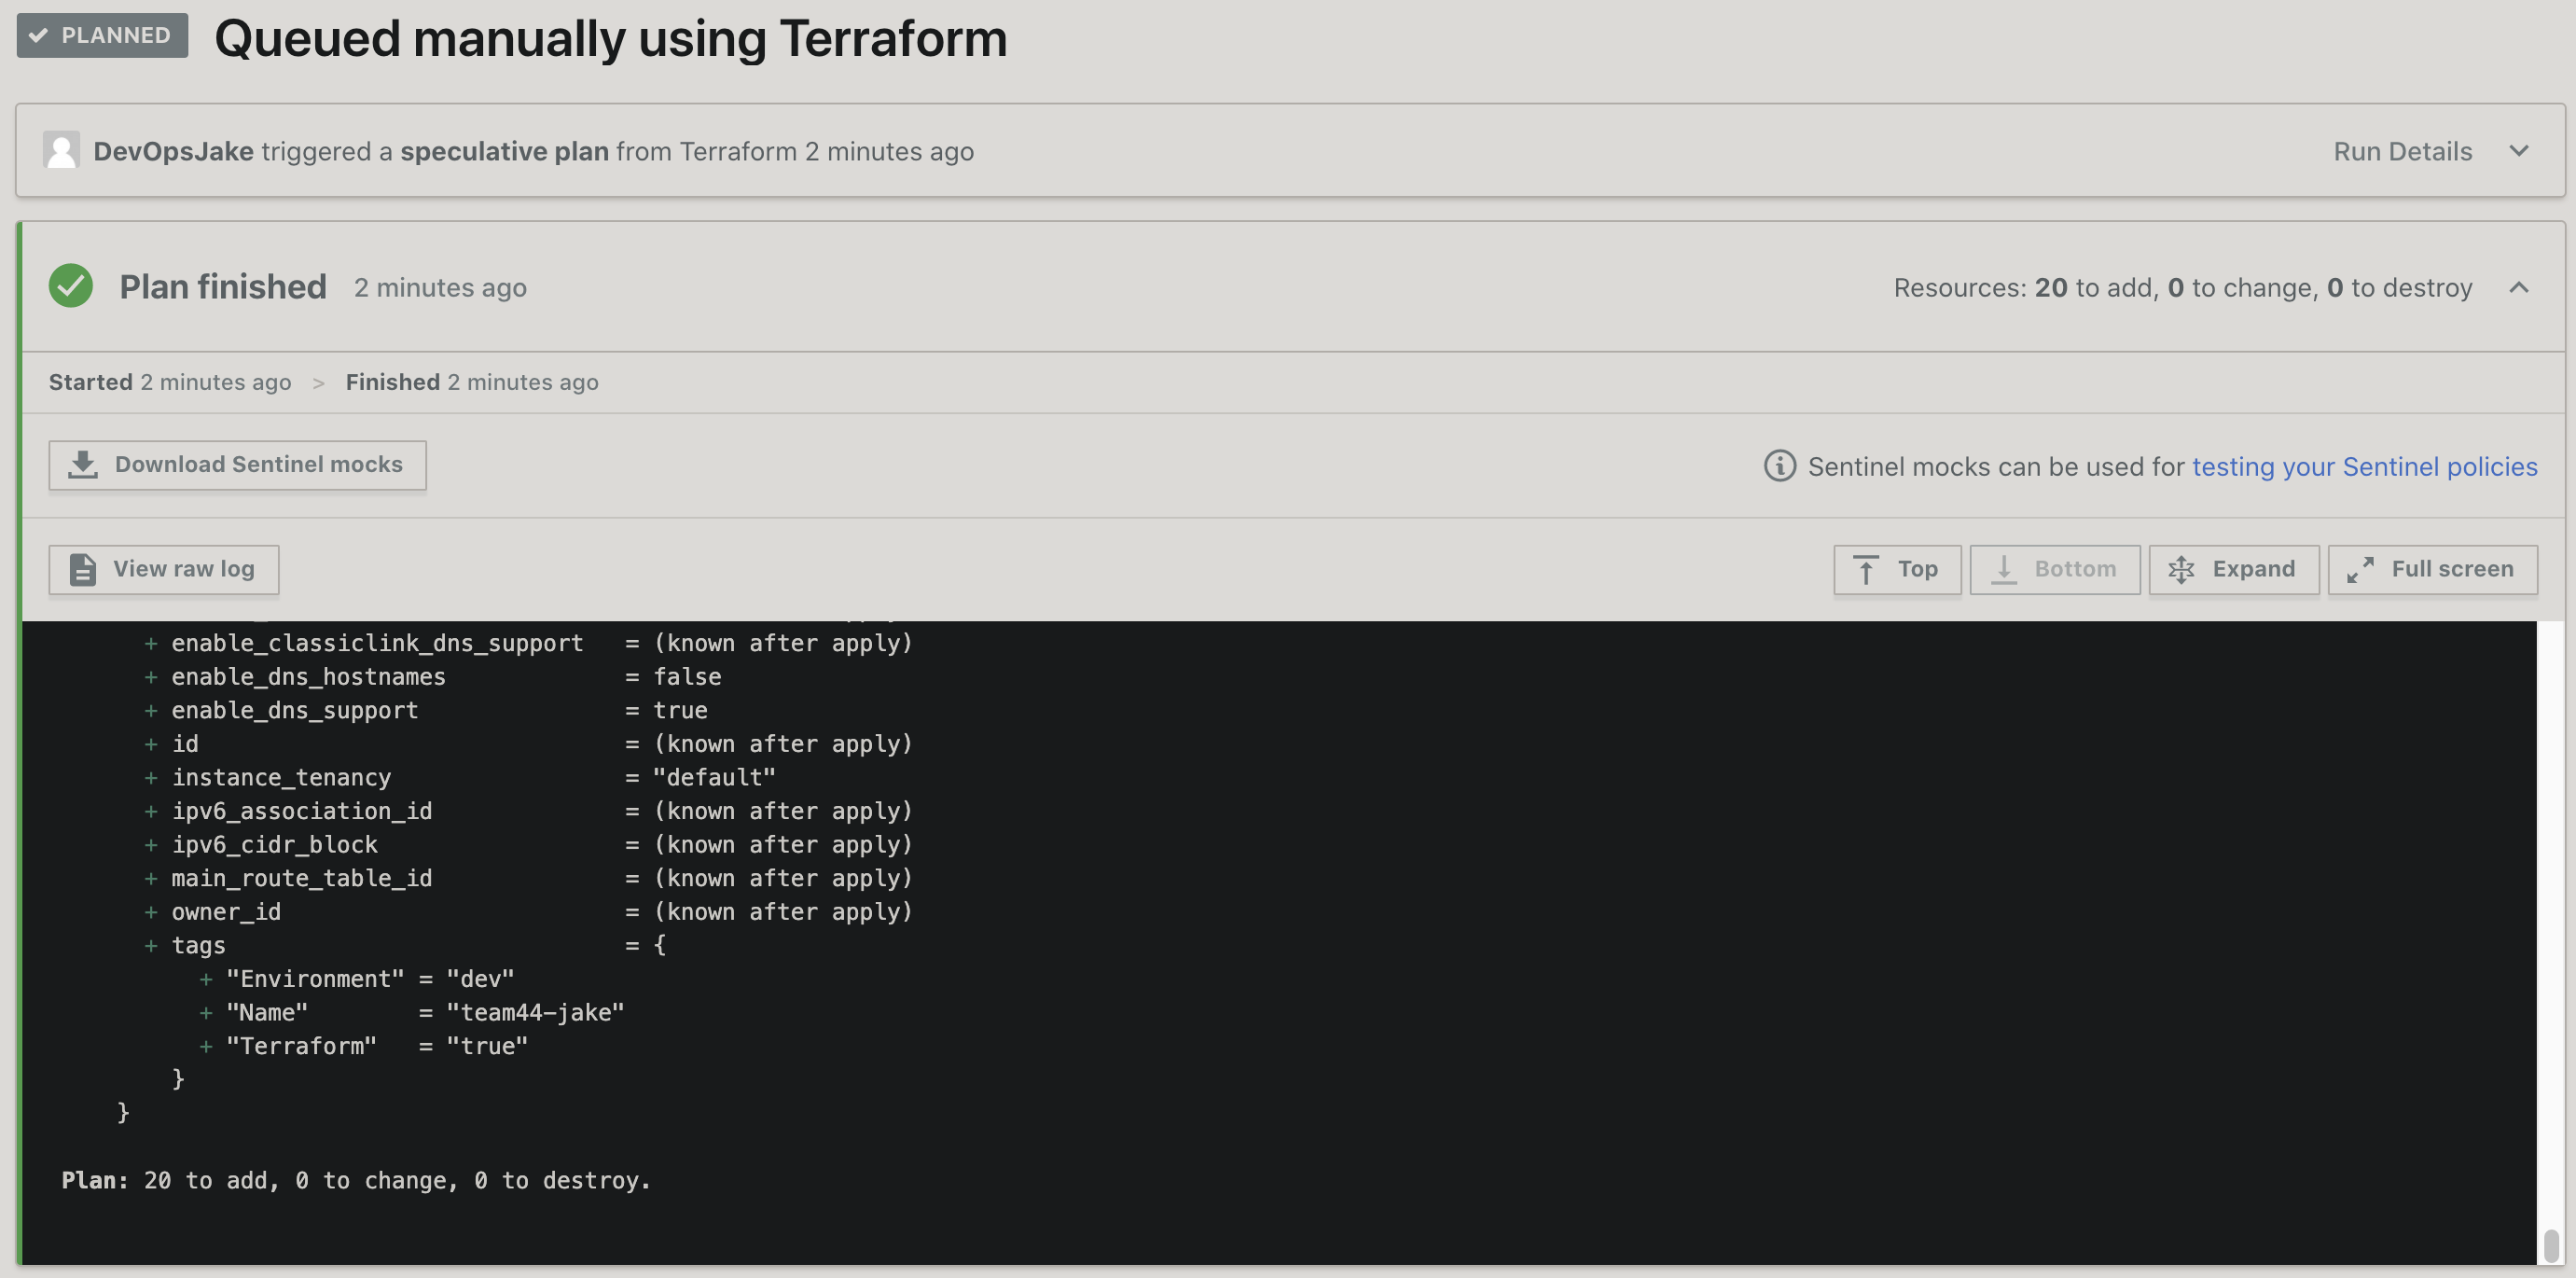 PLANNED Queued manually using Terraform
DevOpsJake triggered a speculative plan from Terraform 2 minutes ago Run Details
Plan finished 2 minutes ago Resources: 20 to add, 0 to change, 0 to destroy
Started 2 minutes ago > Finished 2 minutes ago
Download Sentinel mocks Sentinel mocks can be used for testing your Sentinel policies
View raw log Top Bottom Expand Full screen
+ enable_classiclink_dns_support = (known after apply)
+ enable_dns_hostnames = false
+ enable_dns_support = true
+ id = (known after apply)
+ instance_tenancy = "default"
+ ipv6_association_id = (known after apply)
+ ipv6_cidr_block = (known after apply)
+ main_route_table_id = (known after apply)
+ owner_id = (known after apply)
+ tags = {
+ "Environment" = "dev"
+ "Name" = "team44-jake"
+ "Terraform" = "true"
}
}
Plan: 20 to add, 0 to change, 0 to destroy.